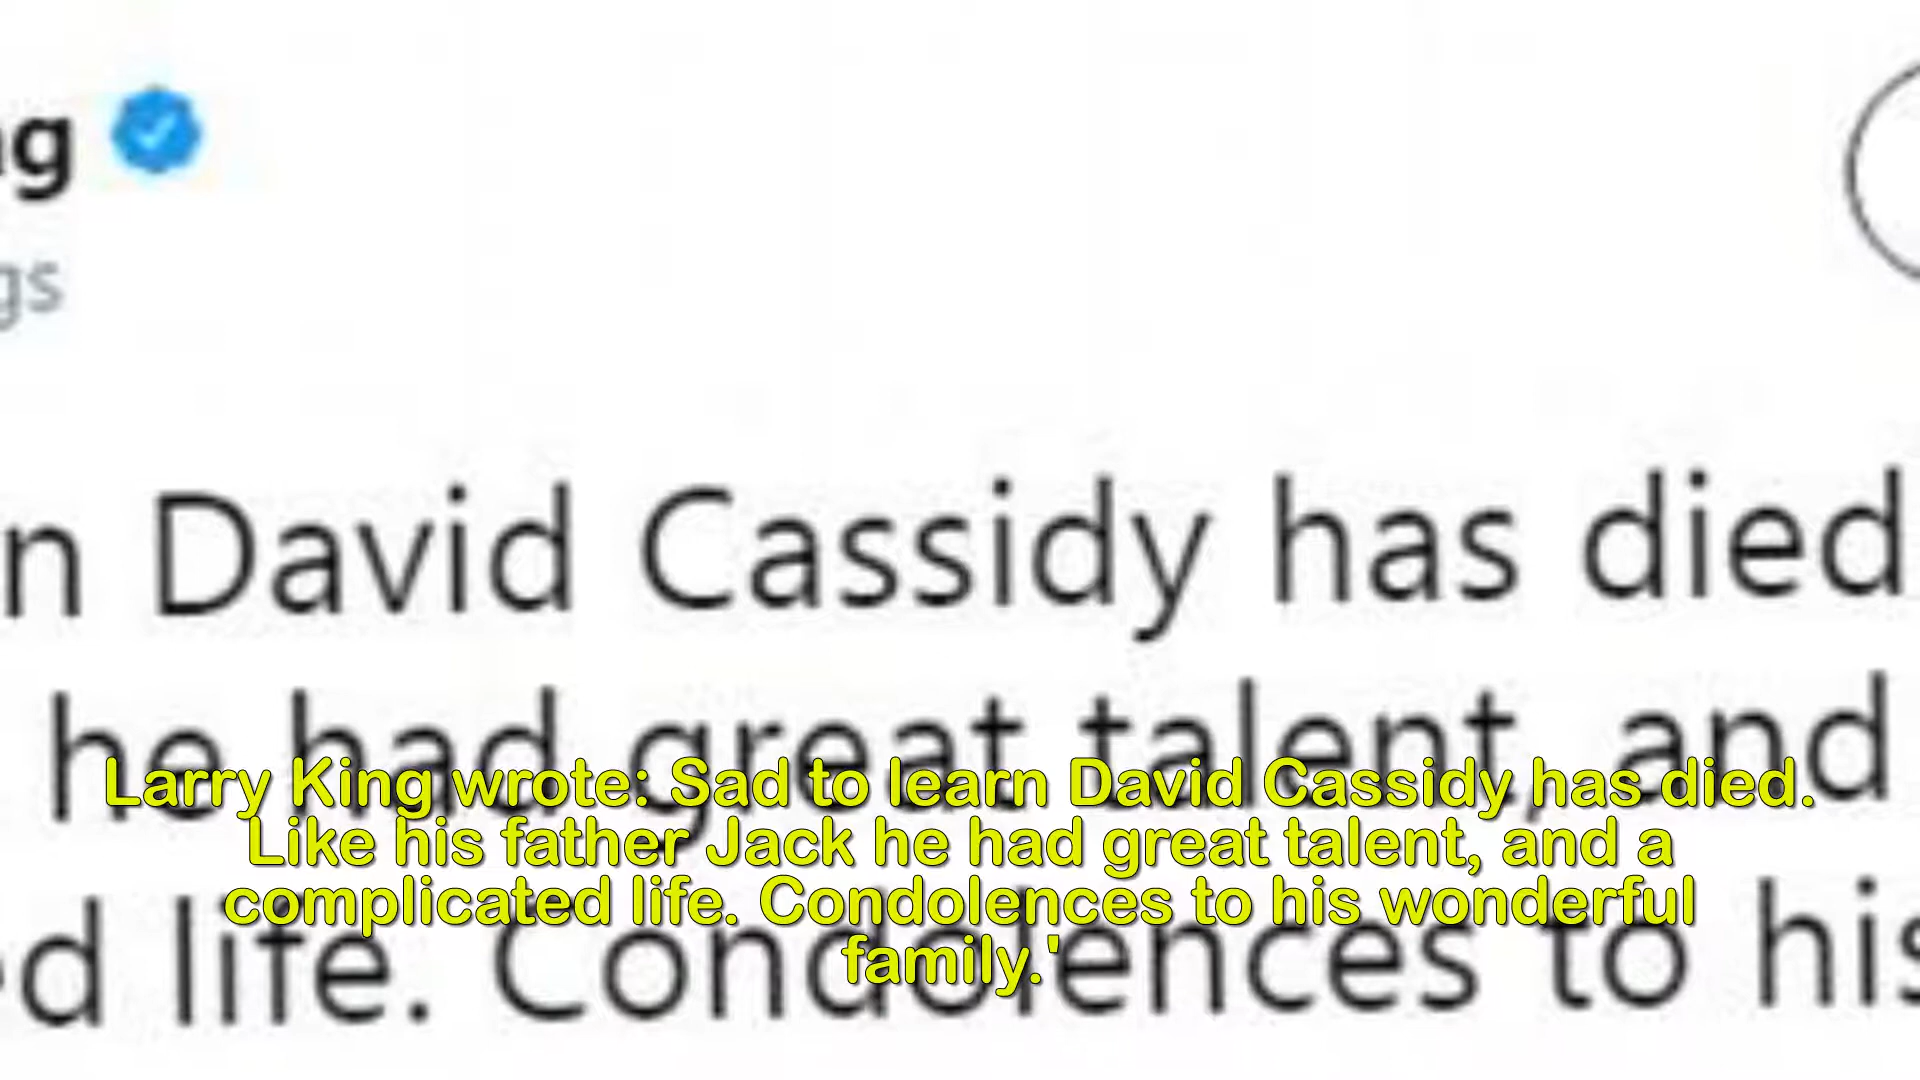 g
gs
n David Cassidy has died
he had great talent, and
ed life. Condolences to his
Larry King wrote: Sad to learn David Cassidy has died.
Like his father Jack he had great talent, and a
complicated life. Condolences to his wonderful
family.'